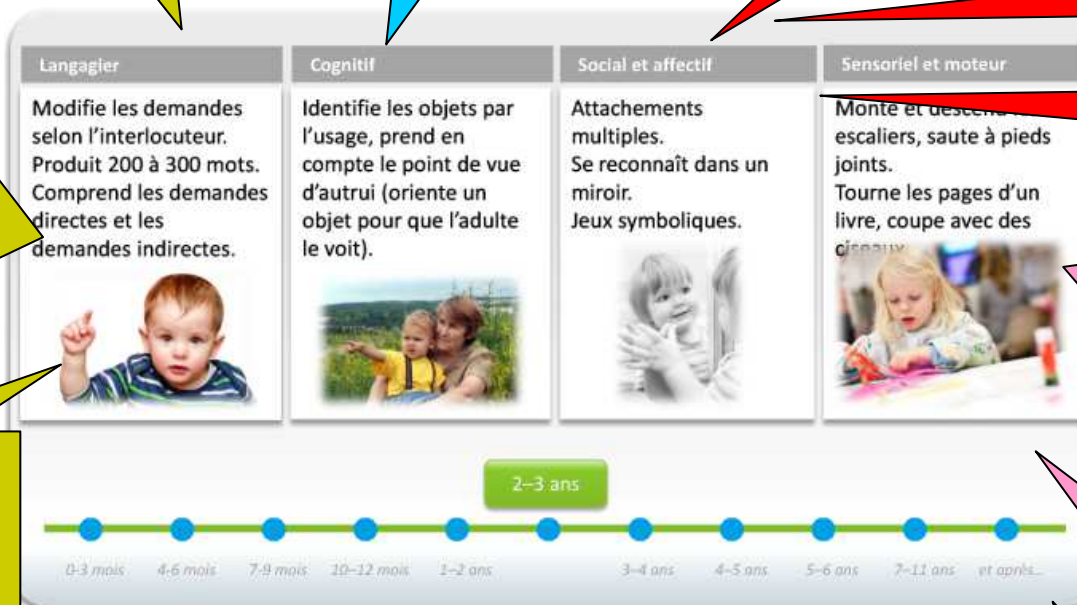 Langagier
Modifie les demandes
selon l'interlocuteur.
Produit 200 à 300 mots.
Comprend les demandes
directes et les
demandes indirectes.
Cognitif
Identifie les objets par
l'usage, prend en
compte le point de vue
d'autrui (oriente un
objet pour que l'adulte
le voit).
Social et affectif
Attachements
multiples.
Se reconnaît dans un
miroir.
Jeux symboliques.
Sensoriel et moteur
Monte et descend
escaliers, saute à pieds
joints.
Tourne les pages d'un
livre, coupe avec des
ciseaux
2–3 ans
0-3 mois 4-6 mois 7-9 mois 10–12 mois 1–2 ans 3–4 ans 4–5 ans 5–6 ans 7–11 ans et après...